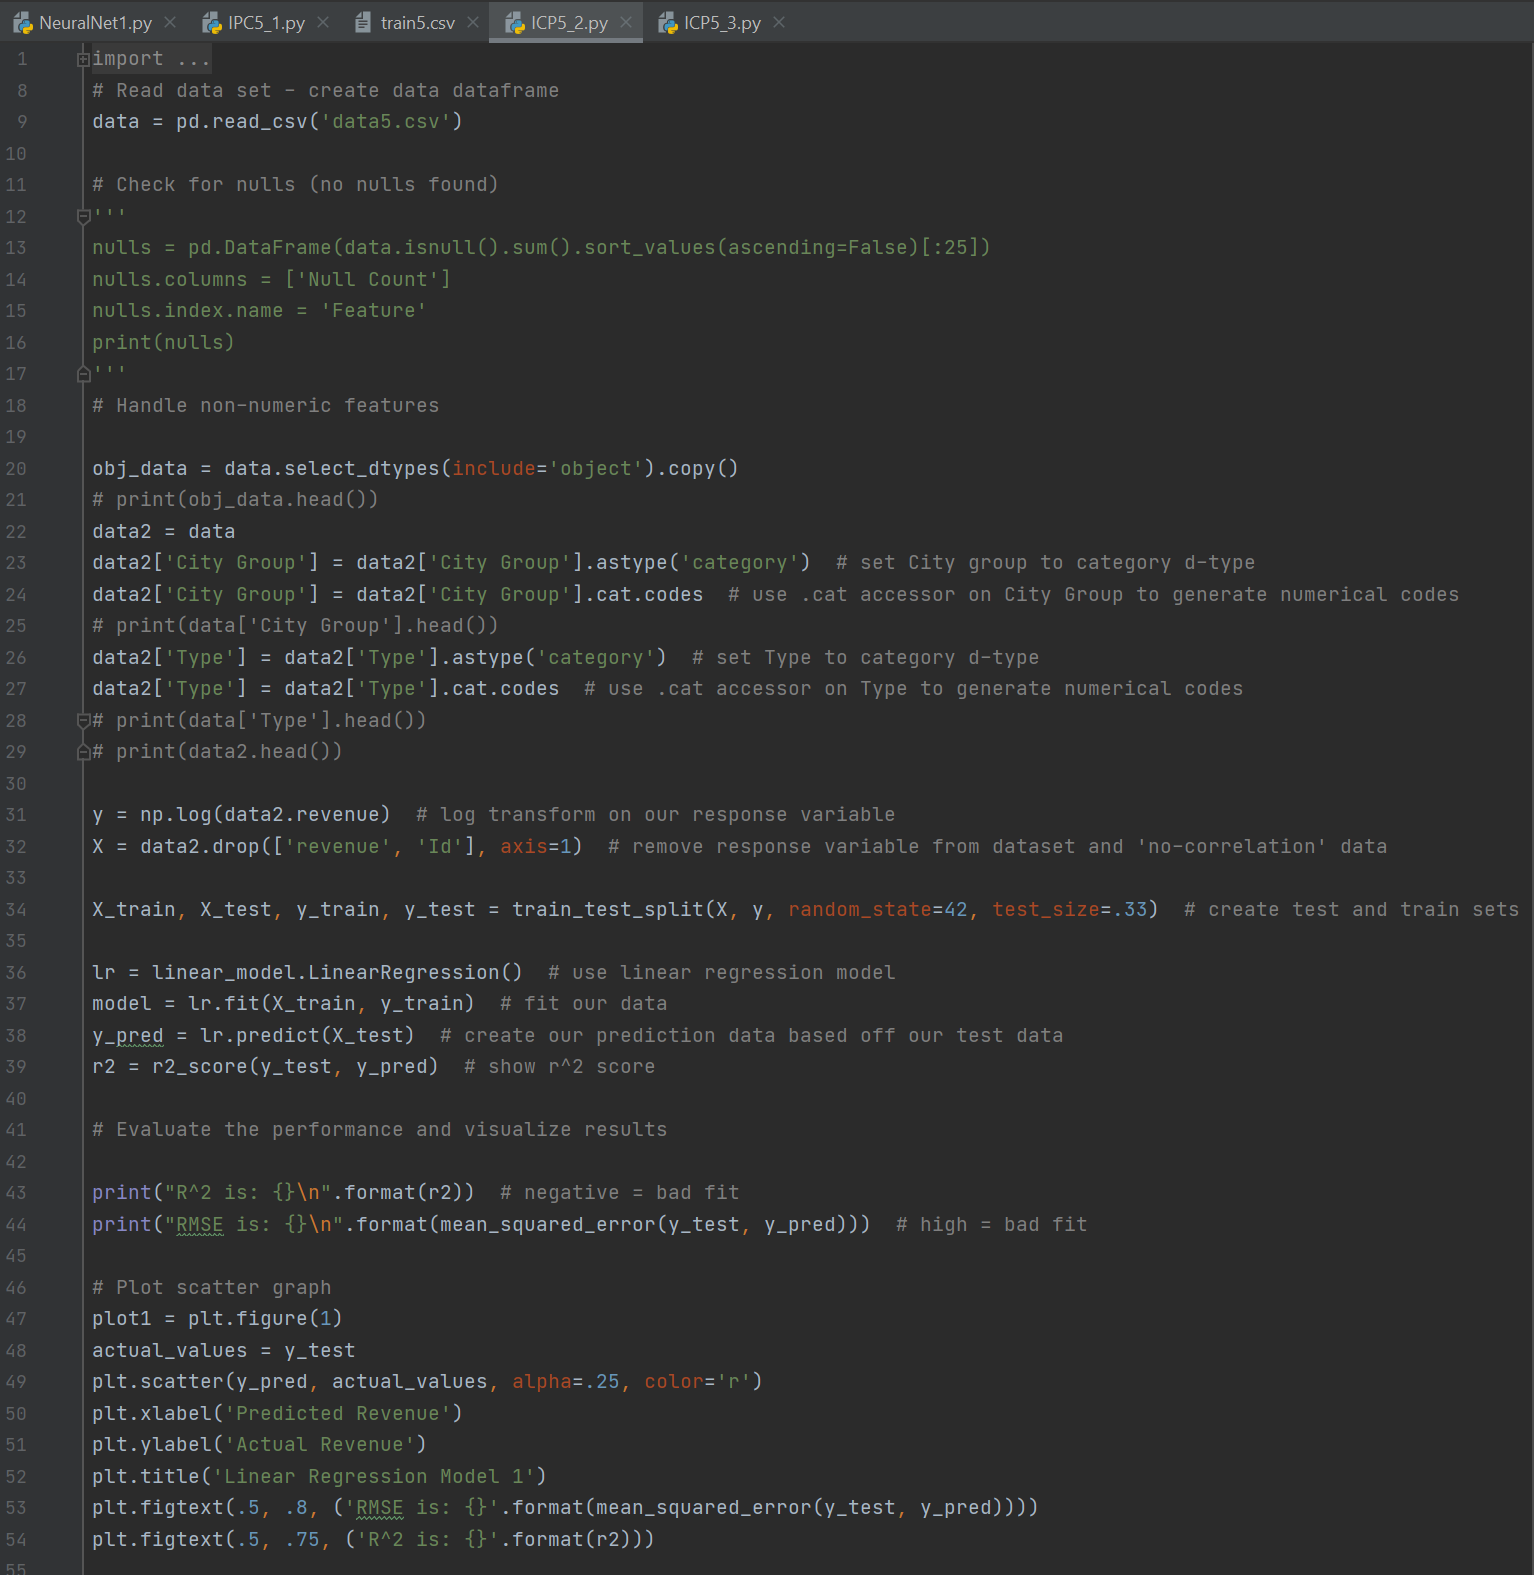 NeuralNet1.py IPC5_1.py train5.csv ICP5_2.py ICP5_3.py
1 import ...
8 # Read data set - create data dataframe
9 data = pd.read_csv('data5.csv')
10
11 # Check for nulls (no nulls found)
12 '''
13 nulls = pd.DataFrame(data.isnull().sum().sort_values(ascending=False)[:25])
14 nulls.columns = ['Null Count']
15 nulls.index.name = 'Feature'
16 print(nulls)
17 '''
18 # Handle non-numeric features
19
20 obj_data = data.select_dtypes(include='object').copy()
21 # print(obj_data.head())
22 data2 = data
23 data2['City Group'] = data2['City Group'].astype('category')  # set City group to category d-type
24 data2['City Group'] = data2['City Group'].cat.codes  # use .cat accessor on City Group to generate numerical codes
25 # print(data['City Group'].head())
26 data2['Type'] = data2['Type'].astype('category')  # set Type to category d-type
27 data2['Type'] = data2['Type'].cat.codes  # use .cat accessor on Type to generate numerical codes
28 # print(data['Type'].head())
29 # print(data2.head())
30
31 y = np.log(data2.revenue)  # log transform on our response variable
32 X = data2.drop(['revenue', 'Id'], axis=1)  # remove response variable from dataset and 'no-correlation' data
33
34 X_train, X_test, y_train, y_test = train_test_split(X, y, random_state=42, test_size=.33)  # create test and train sets
35
36 lr = linear_model.LinearRegression()  # use linear regression model
37 model = lr.fit(X_train, y_train)  # fit our data
38 y_pred = lr.predict(X_test)  # create our prediction data based off our test data
39 r2 = r2_score(y_test, y_pred)  # show r^2 score
40
41 # Evaluate the performance and visualize results
42
43 print("R^2 is: {}\n".format(r2))  # negative = bad fit
44 print("RMSE is: {}\n".format(mean_squared_error(y_test, y_pred)))  # high = bad fit
45
46 # Plot scatter graph
47 plot1 = plt.figure(1)
48 actual_values = y_test
49 plt.scatter(y_pred, actual_values, alpha=.25, color='r')
50 plt.xlabel('Predicted Revenue')
51 plt.ylabel('Actual Revenue')
52 plt.title('Linear Regression Model 1')
53 plt.figtext(.5, .8, ('RMSE is: {}'.format(mean_squared_error(y_test, y_pred))))
54 plt.figtext(.5, .75, ('R^2 is: {}'.format(r2)))
55